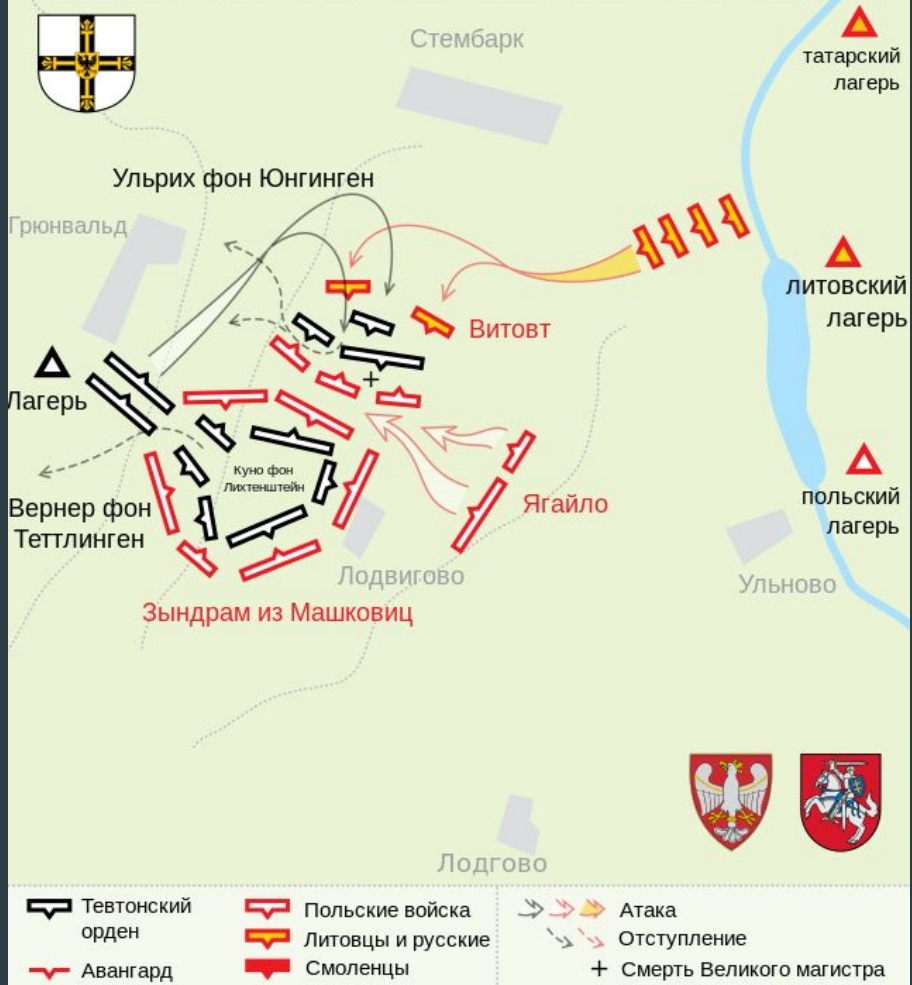 Стембарк
татарский
лагерь
Ульрих фон Юнгинген
Грюнвальд
литовский
лагерь
Витовт
Лагерь
Куно фон
Лихтенштейн
Вернер фон
Теттлинген
Ягайло
польский
лагерь
Лодвигово
Ульново
Зындрам из Машковиц
Лодгово
Тевтонский
орден
Авангард
Польские войска
Литовцы и русские
Смоленцы
Атака
Отступление
Смерть Великого магистра